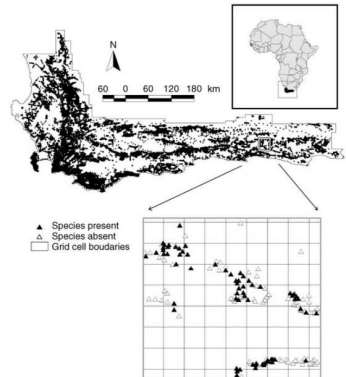 N
60 0 60 120 180 km
Species present
Species absent
Grid cell boudaries